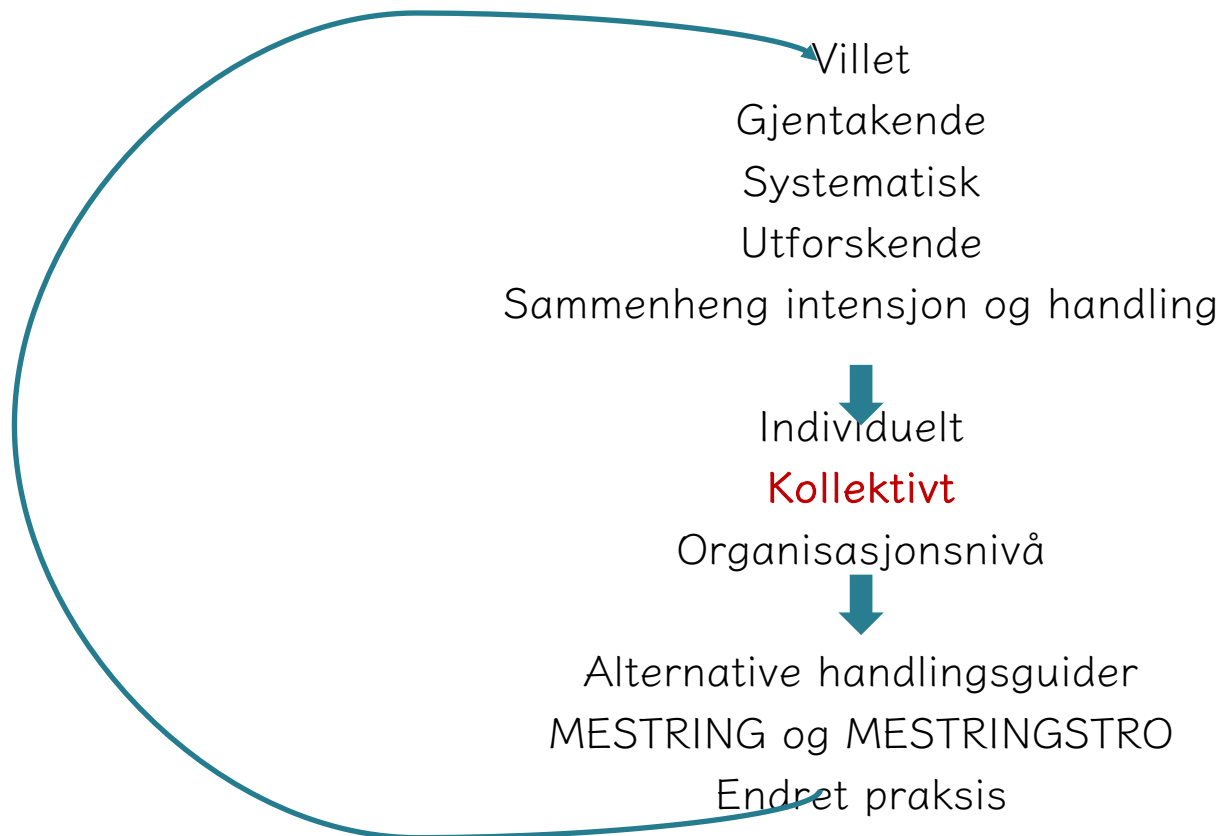 Villet
Gjentakende
Systematisk
Utforskende
Sammenheng intensjon og handling
Individuelt
Kollektivt
Organisasjonsnivå
Alternative handlingsguider
MESTRING og MESTRINGSTRO
Endret praksis